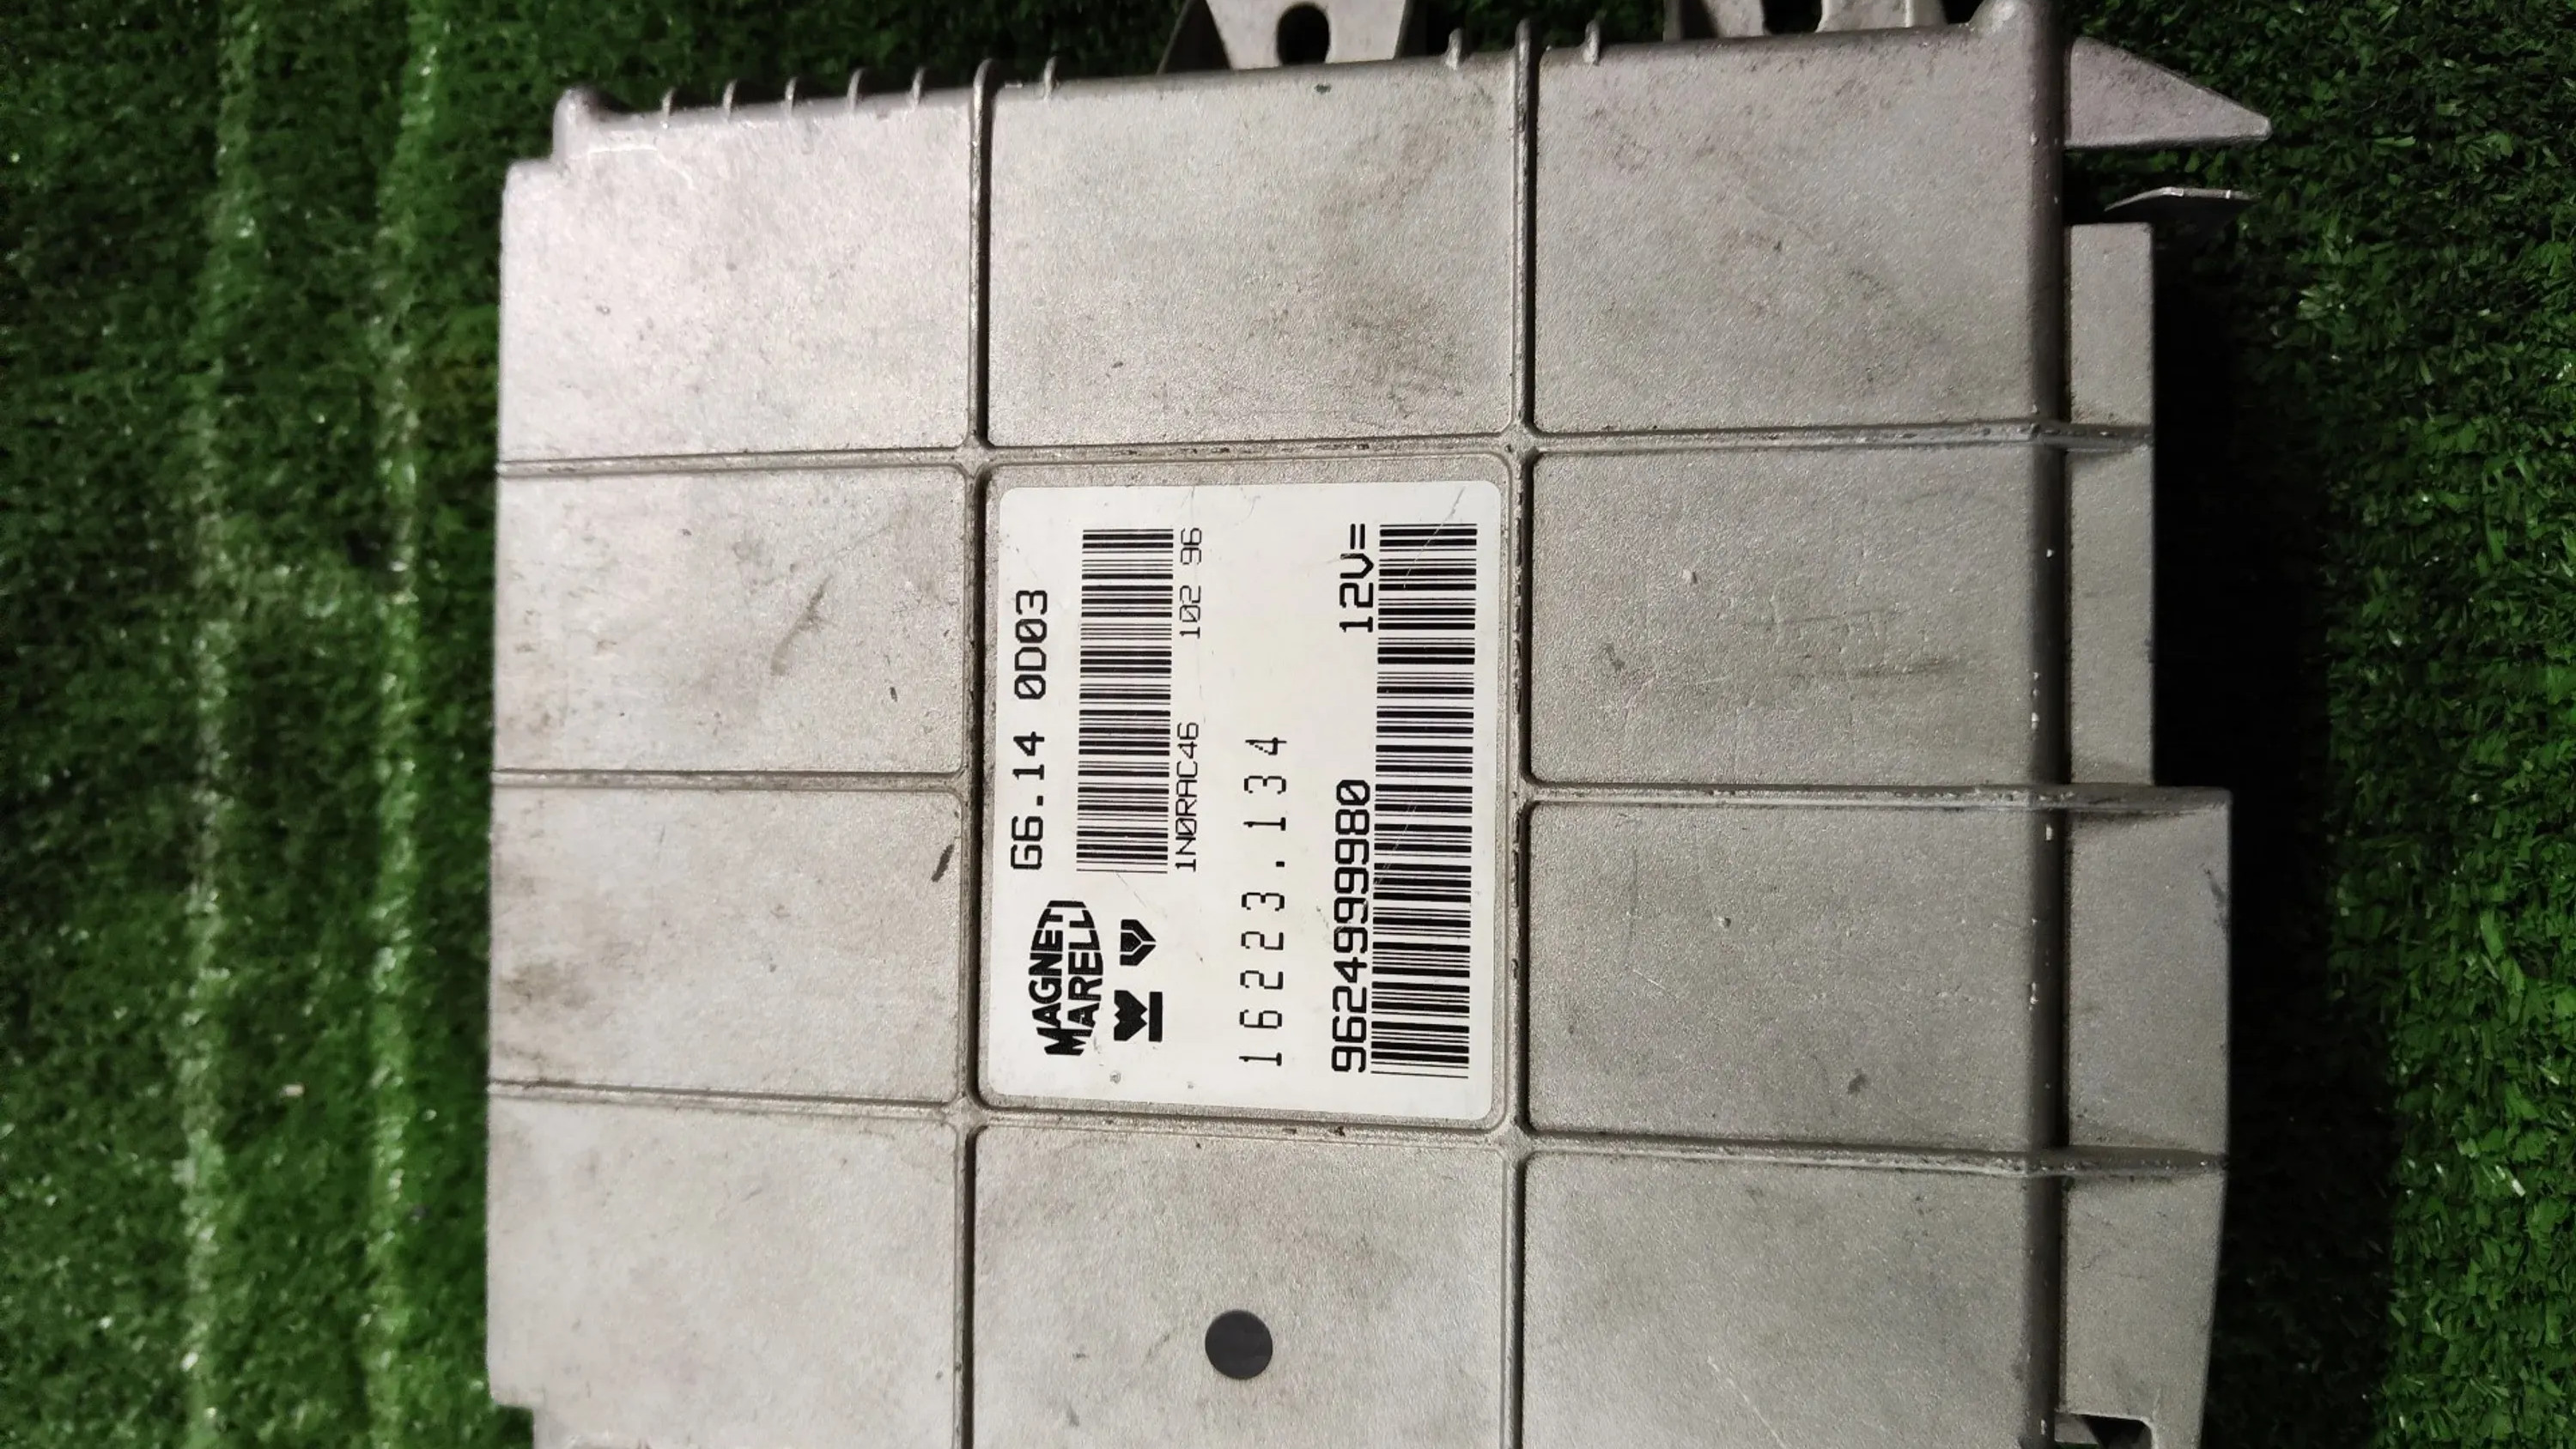 G6.14 0D03
MAGNETI
MARELLI
1N0RAC46 102 96
16223.134
9624999980 12V=